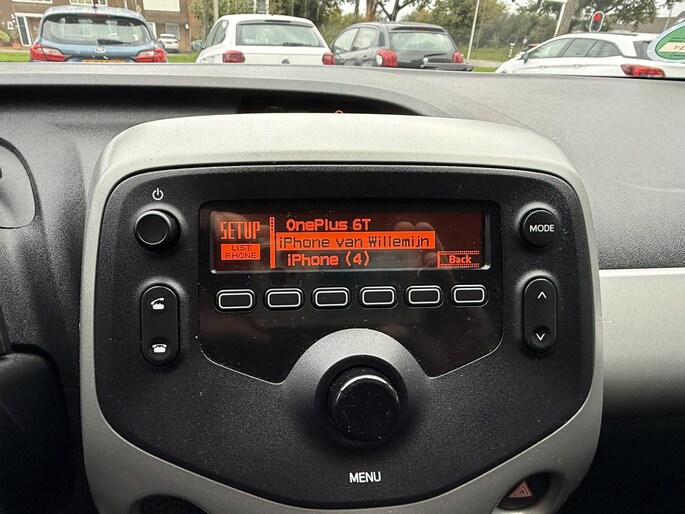 SETUP
LIST
PHONE
OnePlus 6T
iPhone van Willemijn
iPhone (4)
Back
MODE
MENU